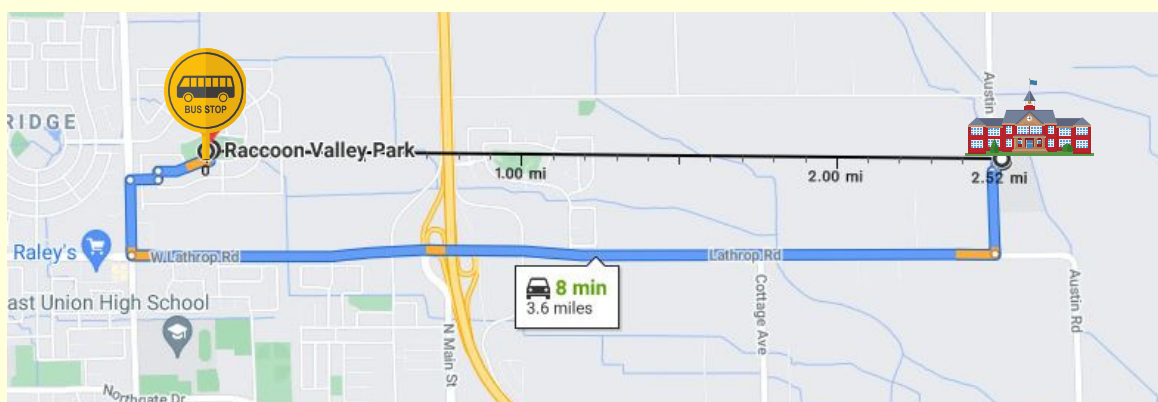 Austin
BUS STOP
RIDGE
Raccoon Valley Park
0
1.00 mi
2.00 mi
2.52 mi
Raley's
W Lathrop Rd
Lathrop Rd
8 min
3.6 miles
ast Union High School
N Main St
Cottage Ave
Austin Rd
Northgate Dr